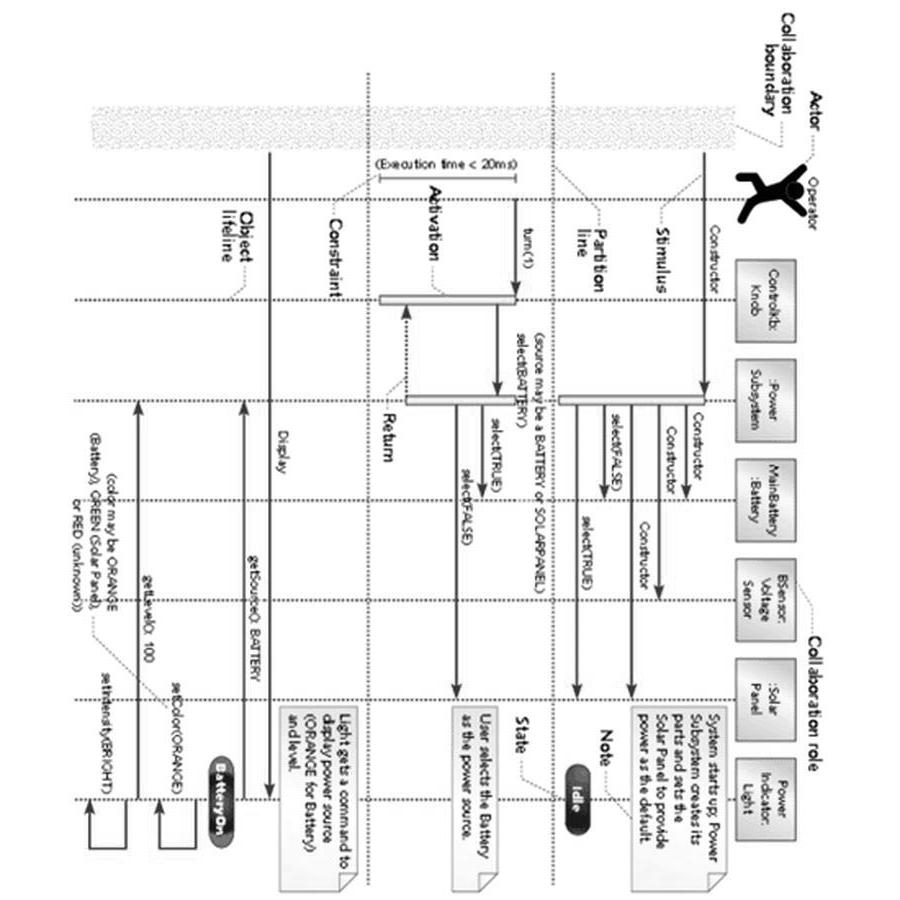 Collaboration
boundary
Actor
Operator
Collaboration role
ControlKb:
Knob
:Power
Subsystem
MainBattery
:Battery
BSensor:
Voltage
Sensor
:Solar
Panel
Power
Indicator:
Light
Constructor
Stimulus
Partition
line
Constructor
Constructor
Constructor
select(FALSE)
select(TRUE)
System starts up; Power
Subsystem creates its
parts and sets the
Solar Panel to provide
power as the default.
Note
Idle
State
(Execution time < 20ms)
turn(1)
(source may be a BATTERY or SOLARPANEL)
select(BATTERY)
select(TRUE)
select(FALSE)
User selects the Battery
as the power source.
Activation
Return
Constraint
Display
Light gets a command to
display power source
(ORANGE for Battery)
and level.
getSource(): BATTERY
BatteryOn
Object
lifeline
setColor(ORANGE)
getLevel(): 100
(color may be ORANGE
(Battery), GREEN (Solar Panel),
or RED (unknown))
setIntensity(BRIGHT)